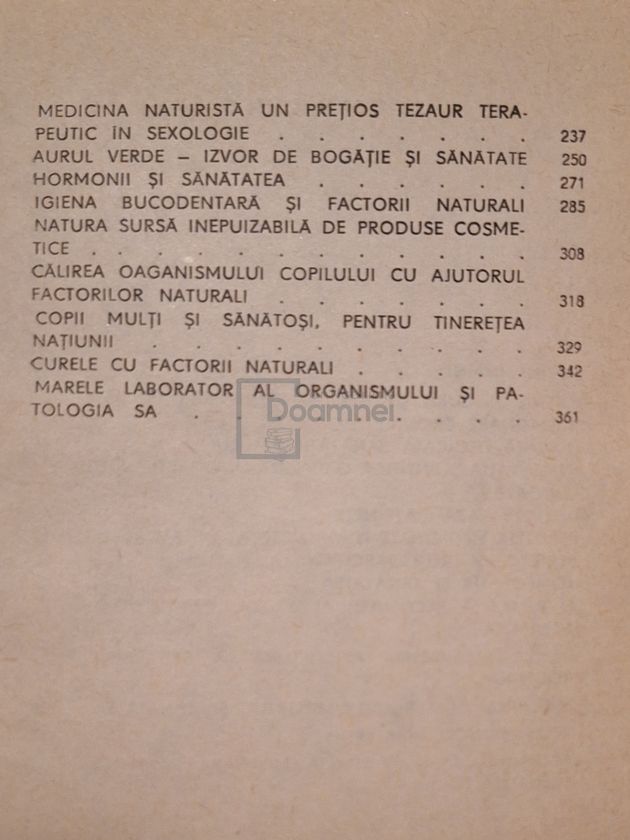 MEDICINA NATURISTĂ UN PREȚIOS TEZAUR TERA-
PEUTIC ÎN SEXOLOGIE . . . . . . . 237
AURUL VERDE – IZVOR DE BOGĂȚIE ȘI SĂNĂTATE 250
HORMONII ȘI SĂNĂTATEA . . . . . . 271
IGIENA BUCODENTARĂ ȘI FACTORII NATURALI 285
NATURA SURSĂ INEPUIZABILĂ DE PRODUSE COSME-
TICE . . . . . . . . . . . . 308
CĂLIREA OAGANISMULUI COPILULUI CU AJUTORUL
FACTORILOR NATURALI . . . . . . . 318
COPII MULȚI ȘI SĂNĂTOȘI, PENTRU TINEREȚEA
NAȚIUNII . . . . . . . . . . 329
CURELE CU FACTORII NATURALI . . . . . 342
MARELE LABORATOR AL ORGANISMULUI ȘI PA-
TOLOGIA SA . . . . . . . . . 361
Doamnei